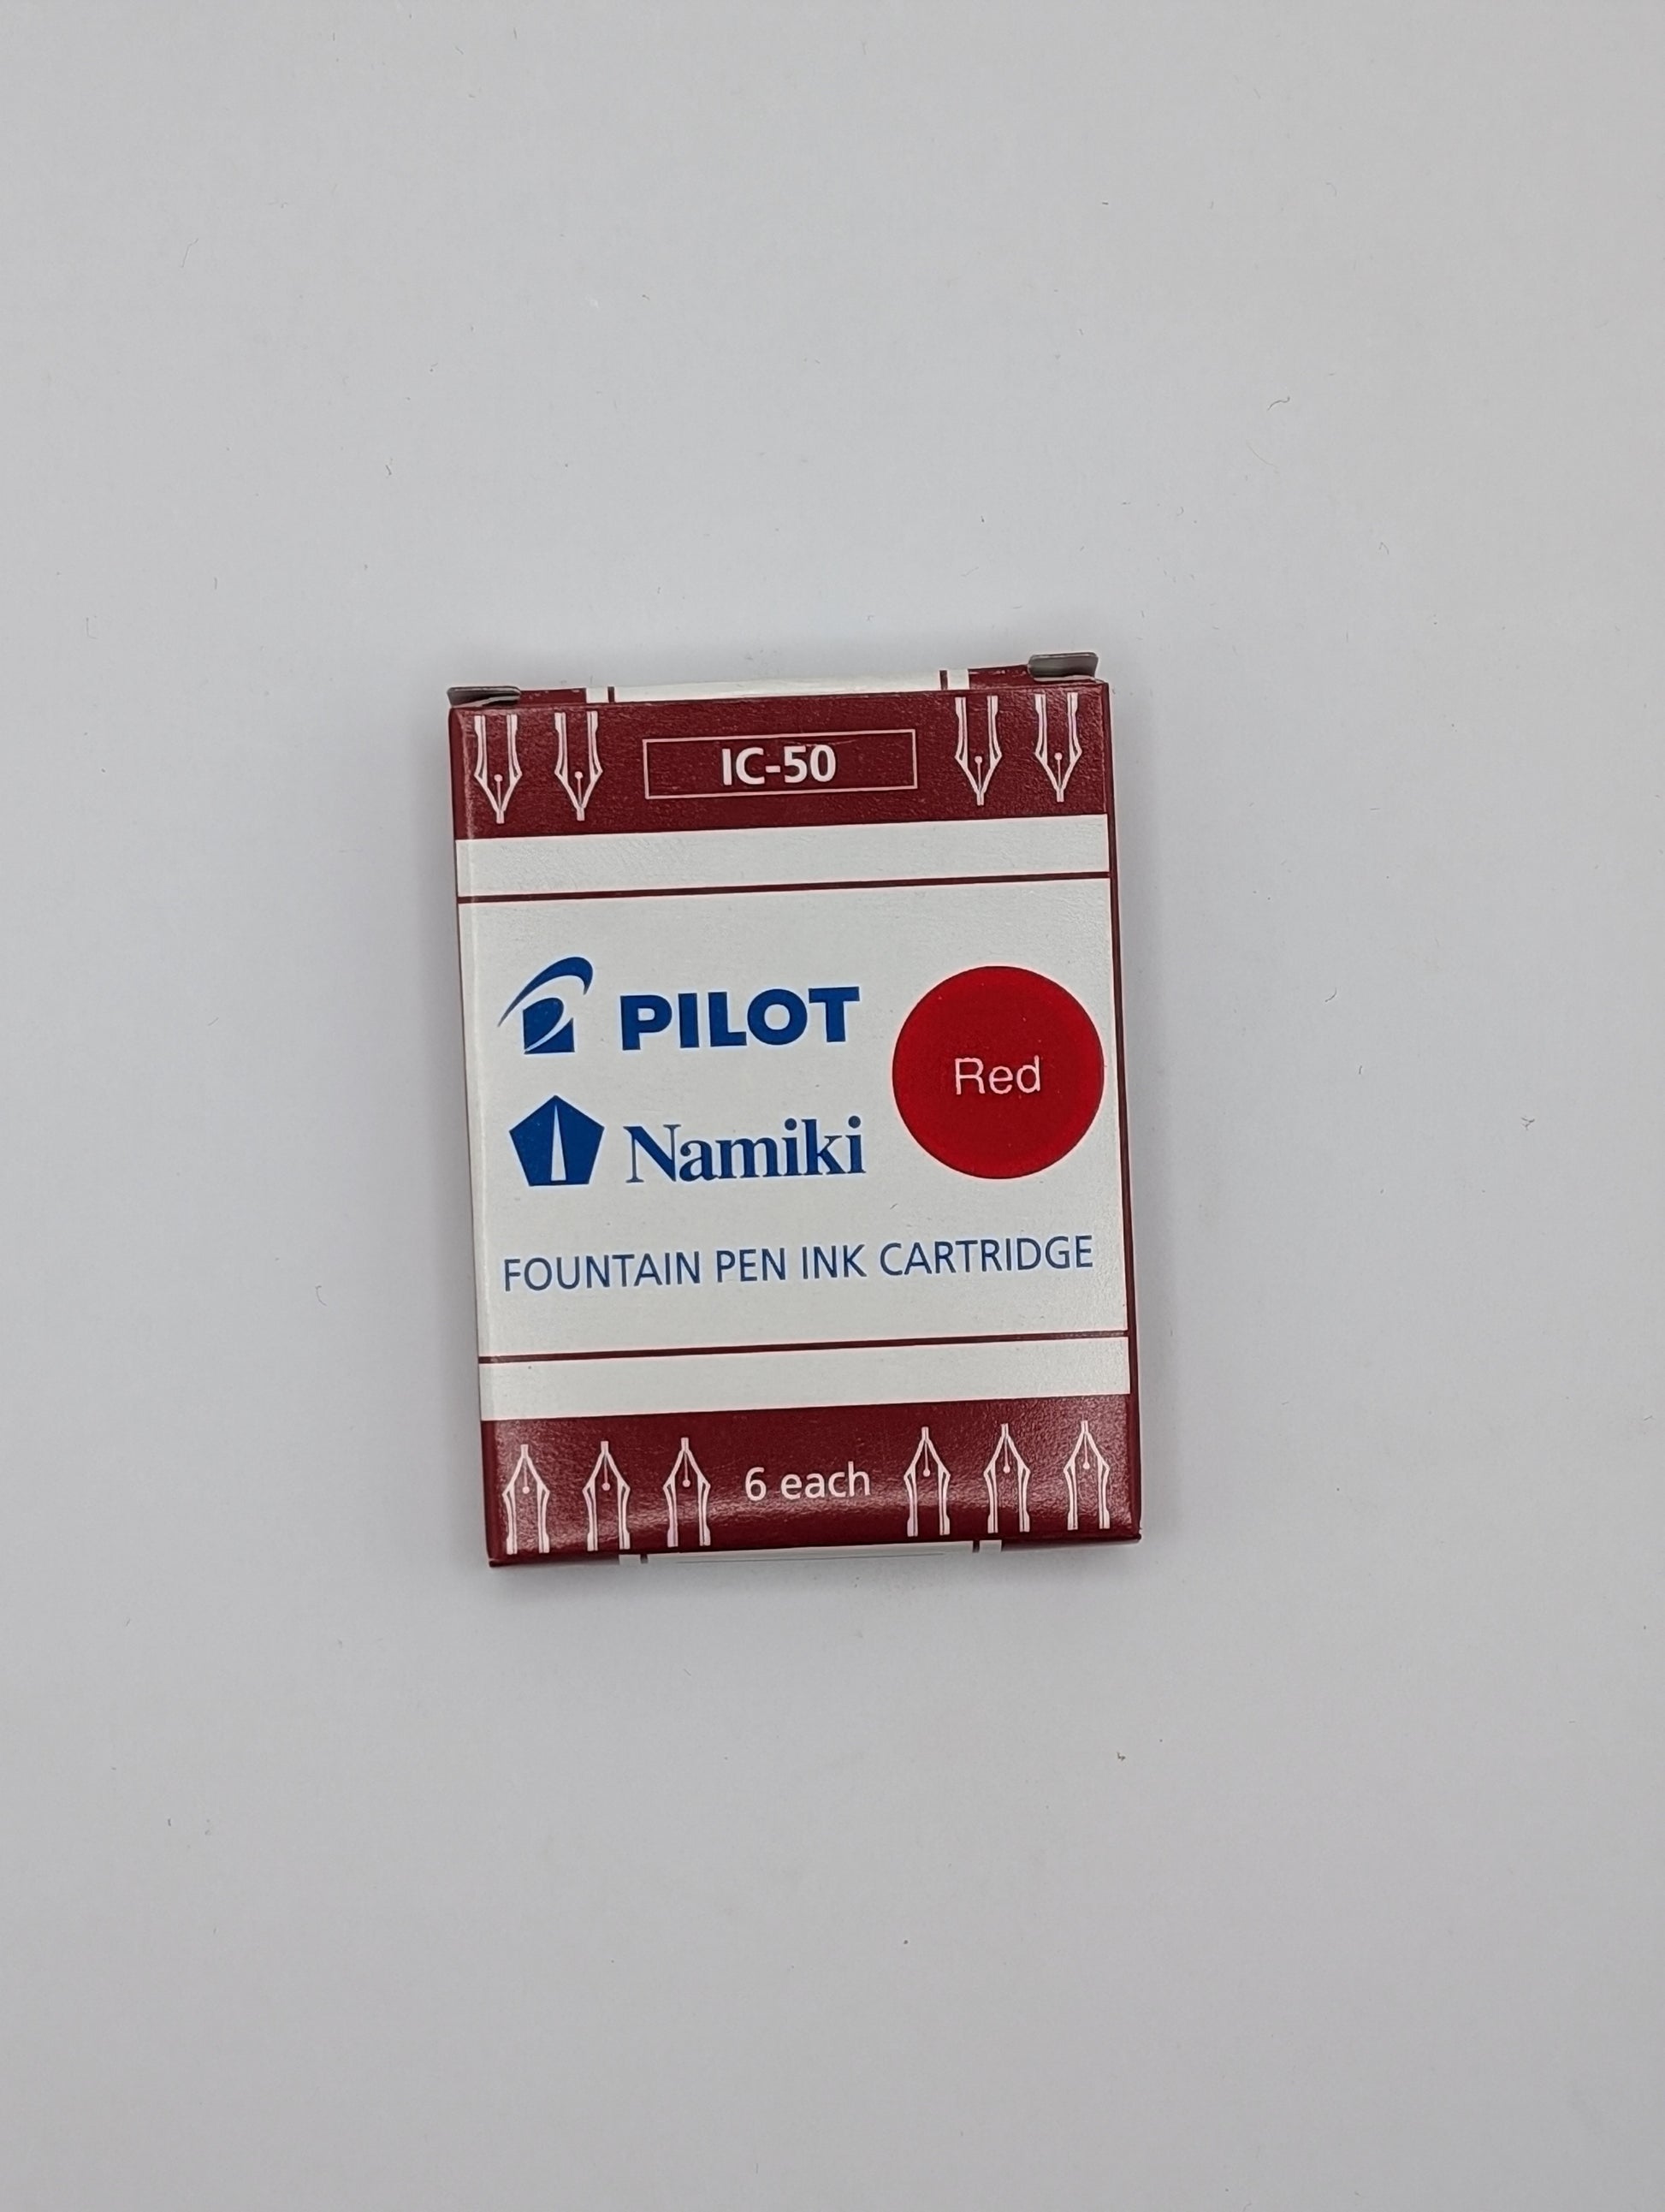 IC-50
PILOT
Red
Namiki
FOUNTAIN PEN INK CARTRIDGE
6 each